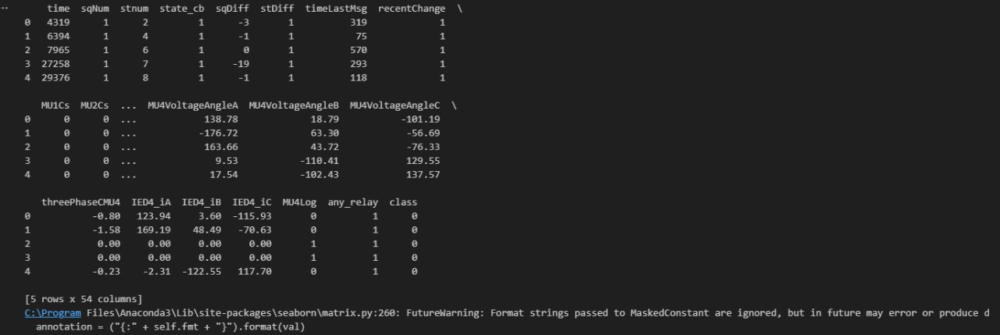 ...
time sqNum stnum state_cb sqDiff stDiff timeLastMsg recentChange \
0 4319 1 2 1 -3 1 319 1
1 6394 1 4 1 -1 1 75 1
2 7965 1 6 1 0 1 570 1
3 27258 1 7 1 -19 1 293 1
4 29376 1 8 1 -1 1 118 1
MU1Cs MU2Cs ... MU4VoltageAngleA MU4VoltageAngleB MU4VoltageAngleC \
0 0 0 ... 138.78 18.79 -101.19
1 0 0 ... -176.72 63.30 -56.69
2 0 0 ... 163.66 43.72 -76.33
3 0 0 ... 9.53 -110.41 129.55
4 0 0 ... 17.54 -102.43 137.57
threePhaseCMU4 IED4_iA IED4_iB IED4_iC MU4Log any_relay class
0 -0.80 123.94 3.60 -115.93 0 1 0
1 -1.58 169.19 48.49 -70.63 0 1 0
2 0.00 0.00 0.00 0.00 1 1 0
3 0.00 0.00 0.00 0.00 1 1 0
4 -0.23 -2.31 -122.55 117.70 0 1 0
[5 rows x 54 columns]
C:\Program Files\Anaconda3\Lib\site-packages\seaborn\matrix.py:260: FutureWarning: Format strings passed to MaskedConstant are ignored, but in future may error or produce d
annotation = ("{:" + self.fmt + "}").format(val)